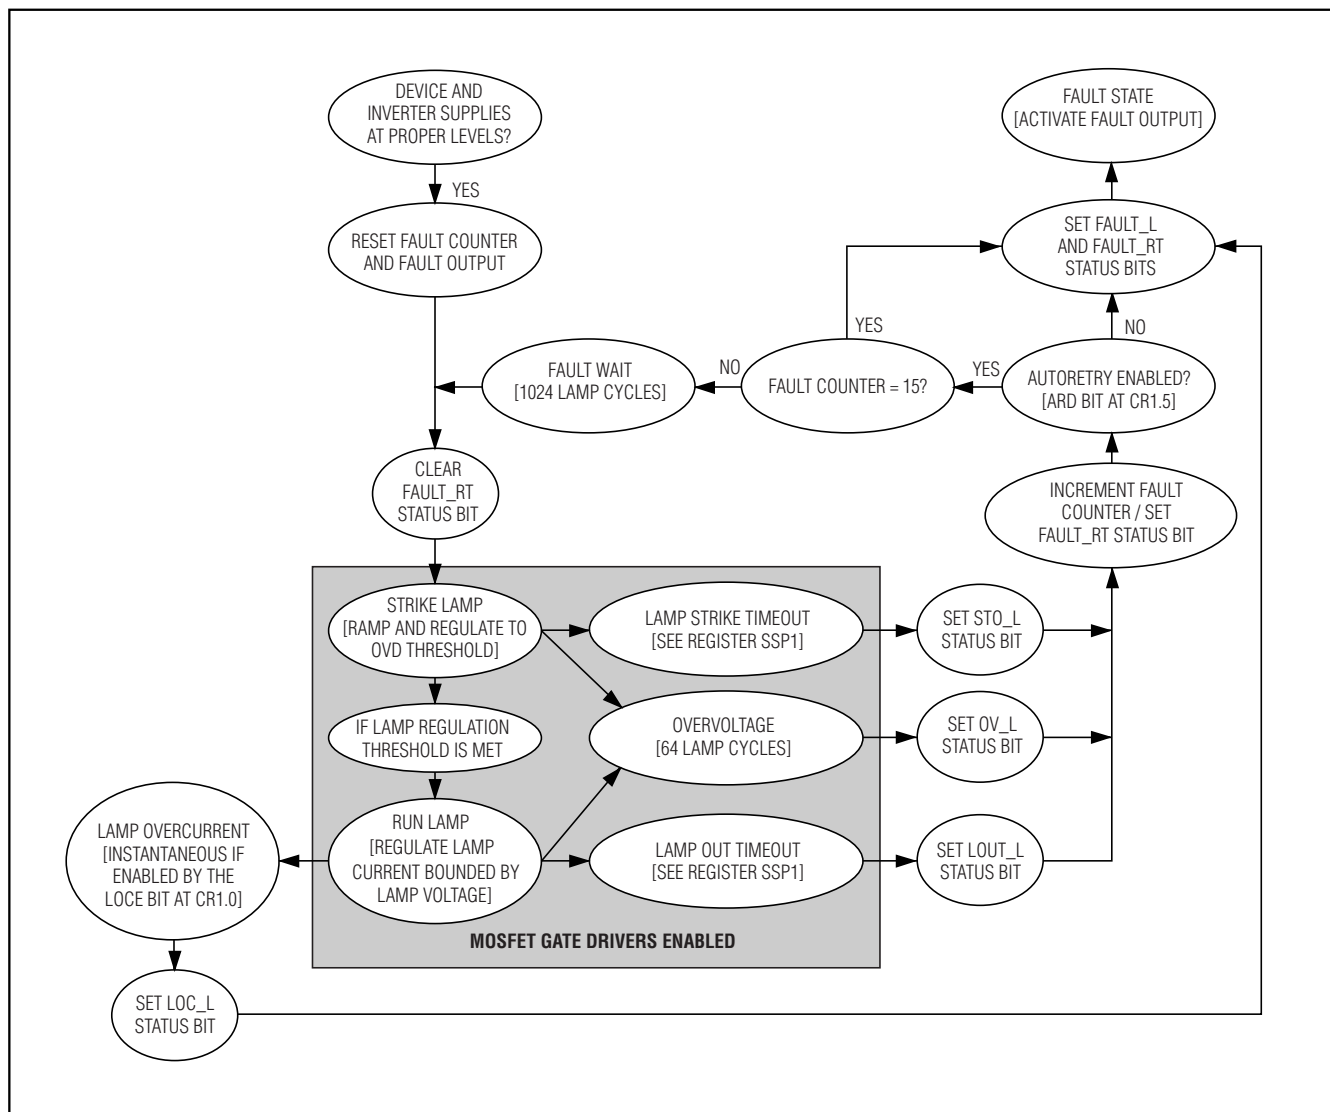 DEVICE AND
INVERTER SUPPLIES
AT PROPER LEVELS?
YES
RESET FAULT COUNTER
AND FAULT OUTPUT
FAULT STATE
[ACTIVATE FAULT OUTPUT]
SET FAULT_L
AND FAULT_RT
STATUS BITS
YES
NO
FAULT WAIT
[1024 LAMP CYCLES]
NO
FAULT COUNTER = 15?
YES
AUTORETRY ENABLED?
[ARD BIT AT CR1.5]
CLEAR
FAULT_RT
STATUS BIT
INCREMENT FAULT
COUNTER / SET
FAULT_RT STATUS BIT
STRIKE LAMP
[RAMP AND REGULATE TO
OVD THRESHOLD]
LAMP STRIKE TIMEOUT
[SEE REGISTER SSP1]
SET STO_L
STATUS BIT
IF LAMP REGULATION
THRESHOLD IS MET
OVERVOLTAGE
[64 LAMP CYCLES]
SET OV_L
STATUS BIT
LAMP OVERCURRENT
[INSTANTANEOUS IF
ENABLED BY THE
LOCE BIT AT CR1.0]
RUN LAMP
[REGULATE LAMP
CURRENT BOUNDED BY
LAMP VOLTAGE]
LAMP OUT TIMEOUT
[SEE REGISTER SSP1]
SET LOUT_L
STATUS BIT
MOSFET GATE DRIVERS ENABLED
SET LOC_L
STATUS BIT